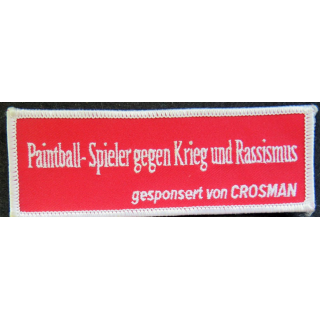 Paintball-Spieler gegen Krieg und Rassismus
gesponsert von CROSMAN